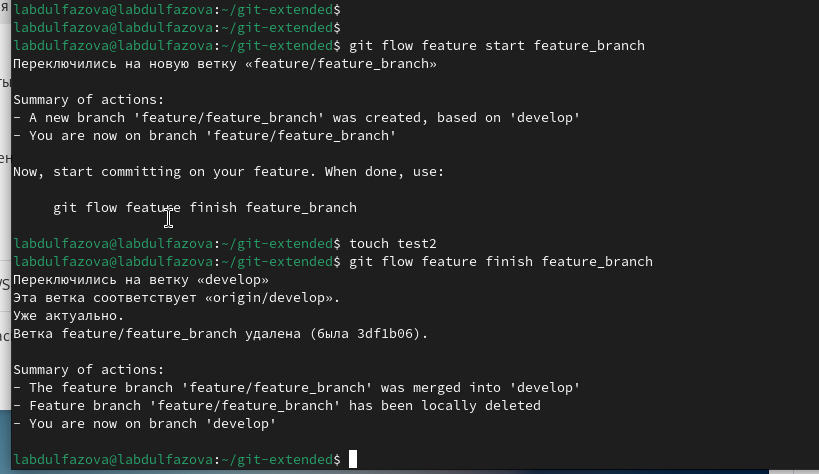 labdulfazova@labdulfazova:~/git-extended$
labdulfazova@labdulfazova:~/git-extended$
labdulfazova@labdulfazova:~/git-extended$ git flow feature start feature_branch
Переключились на новую ветку «feature/feature_branch»
Summary of actions:
- A new branch 'feature/feature_branch' was created, based on 'develop'
- You are now on branch 'feature/feature_branch'
Now, start committing on your feature. When done, use:
git flow feature finish feature_branch
labdulfazova@labdulfazova:~/git-extended$ touch test2
labdulfazova@labdulfazova:~/git-extended$ git flow feature finish feature_branch
Переключились на ветку «develop»
Эта ветка соответствует «origin/develop».
Уже актуально.
Ветка feature/feature_branch удалена (была 3df1b06).
Summary of actions:
- The feature branch 'feature/feature_branch' was merged into 'develop'
- Feature branch 'feature/feature_branch' has been locally deleted
- You are now on branch 'develop'
labdulfazova@labdulfazova:~/git-extended$